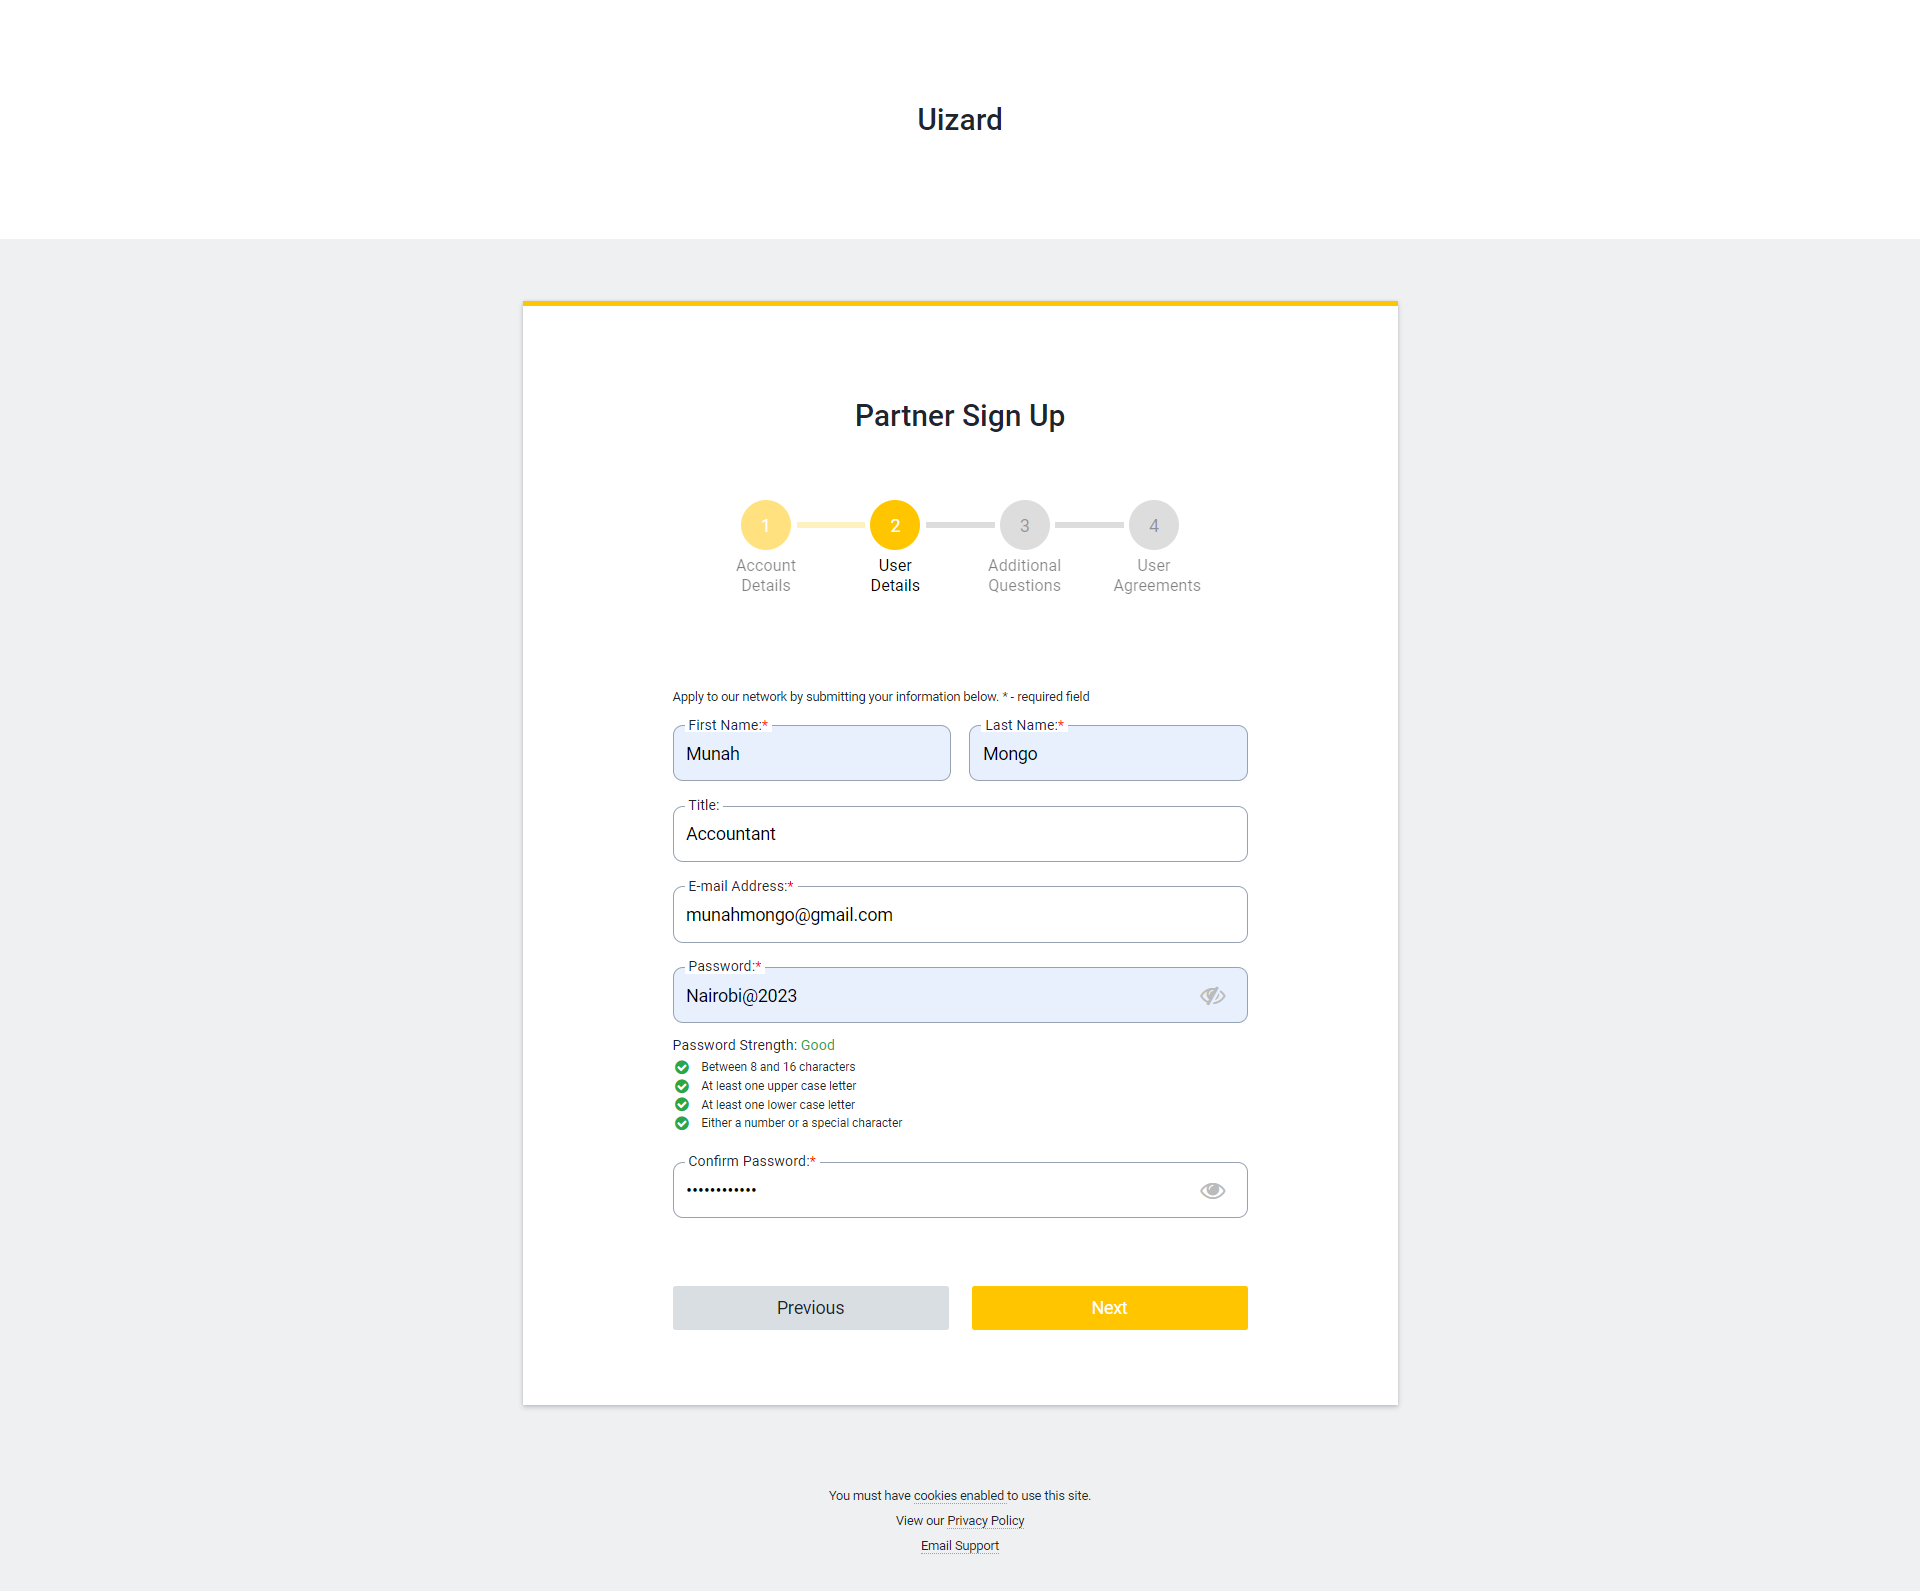 Uizard
Partner Sign Up
1
2
3
4
Account
Details
User
Details
Additional
Questions
User
Agreements
Apply to our network by submitting your information below. * - required field
First Name:*
Munah
Last Name:*
Mongo
Title:
Accountant
E-mail Address:*
munahmongo@gmail.com
Password:*
Nairobi@2023
Password Strength: Good
Between 8 and 16 characters
At least one upper case letter
At least one lower case letter
Either a number or a special character
Confirm Password:*
••••••••••••
Previous
Next
You must have cookies enabled to use this site.
View our Privacy Policy
Email Support